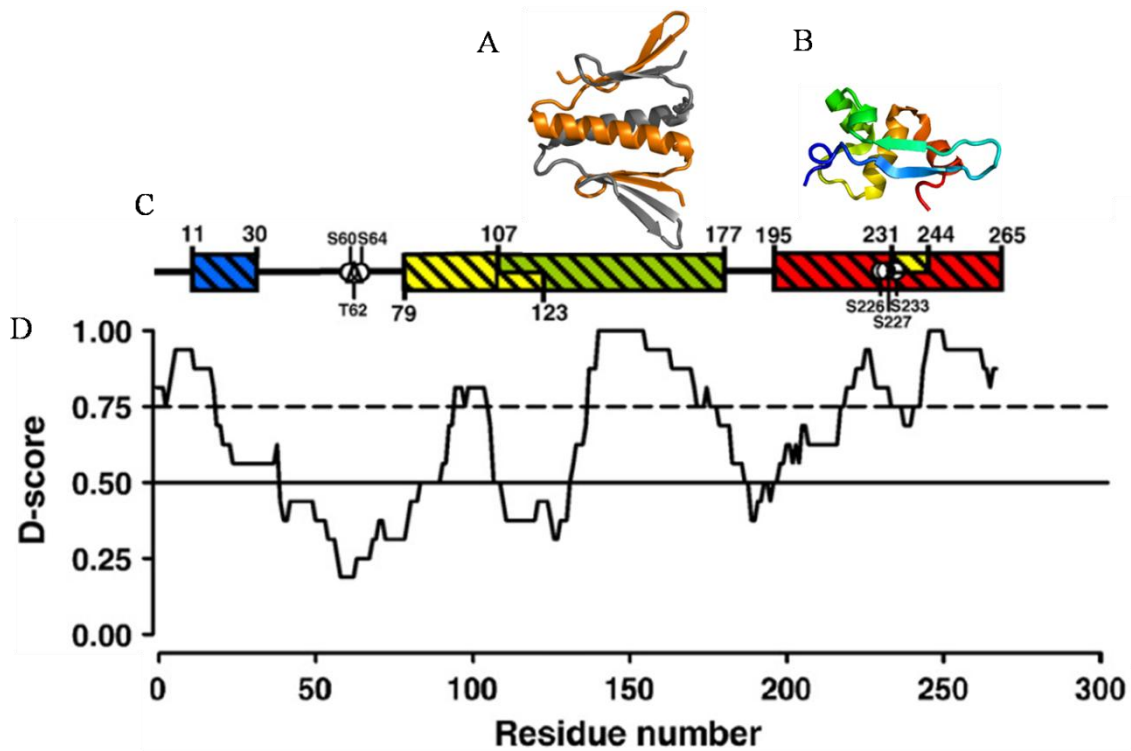 A
B
C
11 30 S60 S64 107 177 195 231 244 265
T62 79 123 S226 S233
S227
D
1.00
0.75
0.50
0.25
0.00
D-score
0 50 100 150 200 250 300
Residue number